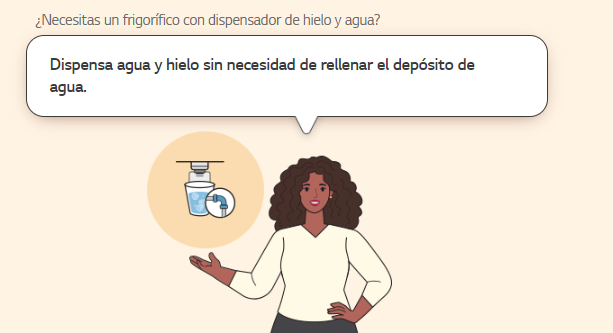 ¿Necesitas un frigorífico con dispensador de hielo y agua?
Dispensa agua y hielo sin necesidad de rellenar el depósito de
agua.